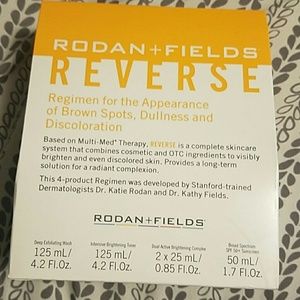 RODAN+FIELDS
REVERSE
Regimen for the Appearance
of Brown Spots, Dullness and
Discoloration
Based on Multi-Med® Therapy, REVERSE is a complete skincare
system that combines cosmetic and OTC ingredients to visibly
brighten and even discolored skin. Provides a long-term
solution for a radiant complexion.
This 4-product Regimen was developed by Stanford-trained
Dermatologists Dr. Katie Rodan and Dr. Kathy Fields.
RODAN+FIELDS
Deep Exfoliating Wash
125 mL/
4.2 Fl.Oz.
Intensive Brightening Toner
125 mL/
4.2 Fl.Oz.
Dual Active Brightening Complex
2 x 25 mL/
0.85 Fl.Oz.
Broad Spectrum
SPF 50+ Sunscreen
50 mL/
1.7 Fl.Oz.